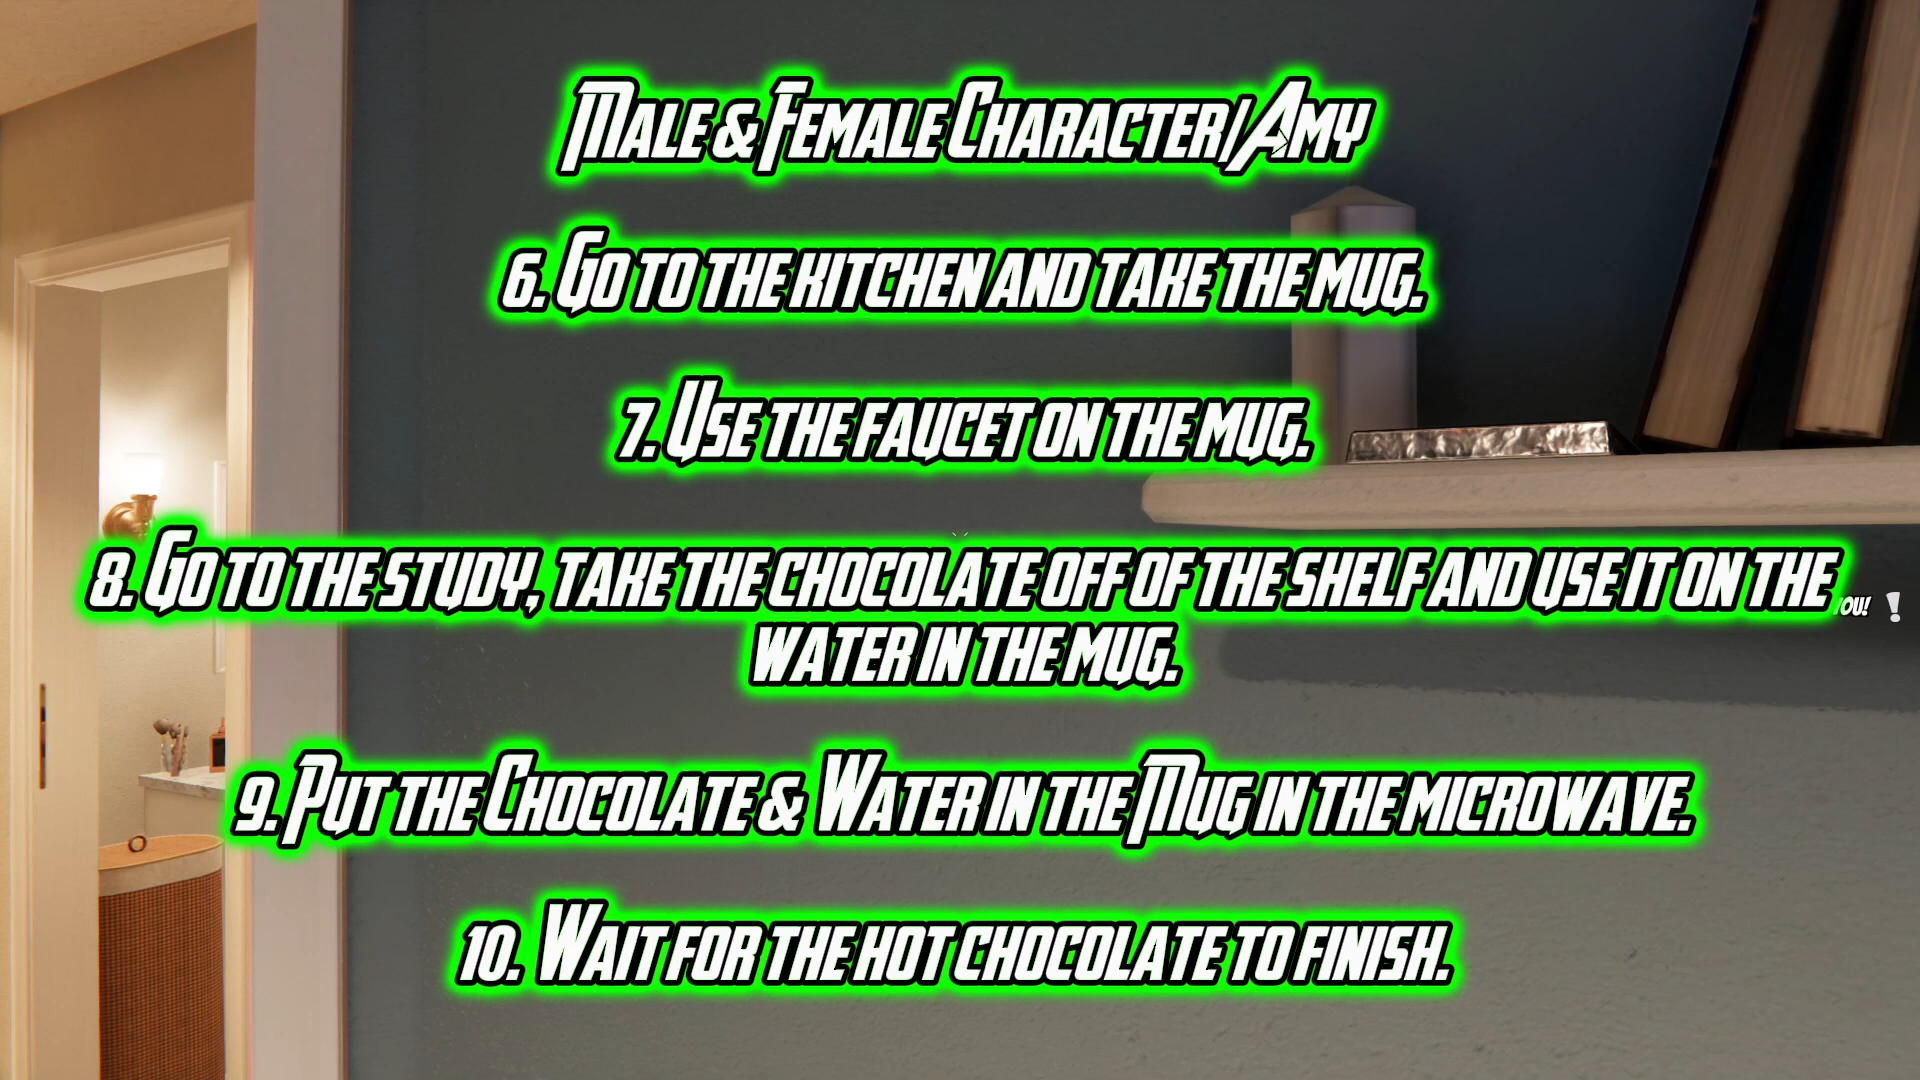 Male & Female Character/Amy
6. Go to the kitchen and take the mug.
7. Use the faucet on the mug.
8. Go to the study, take the chocolate off of the shelf and use it on the
water in the mug.
9. Put the Chocolate & Water in the Mug in the microwave.
10. Wait for the hot chocolate to finish.